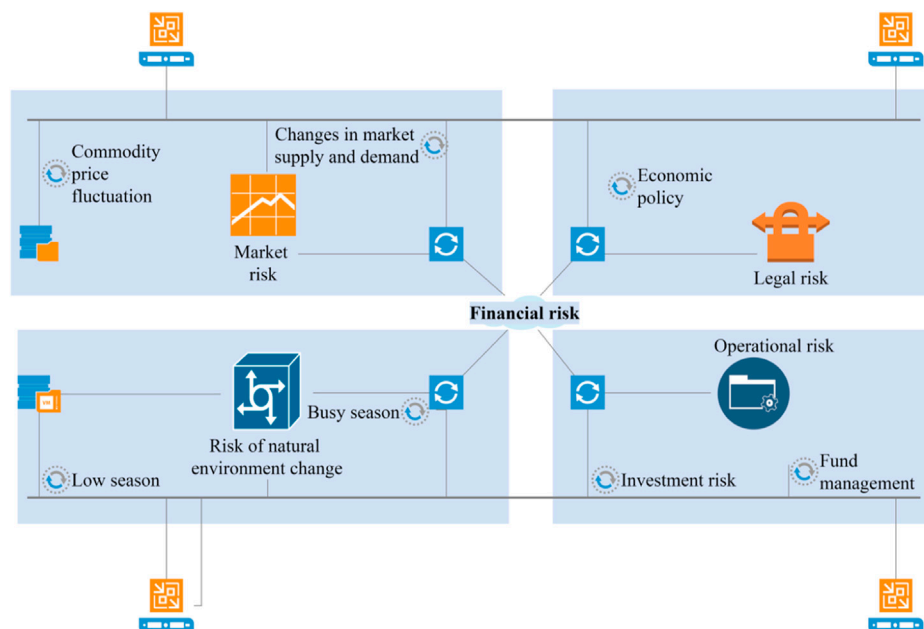 Commodity
price
fluctuation
Changes in market
supply and demand
Market
risk
Economic
policy
Legal risk
Financial risk
VM
Busy season
Risk of natural
environment change
Low season
Operational risk
Investment risk
Fund
management